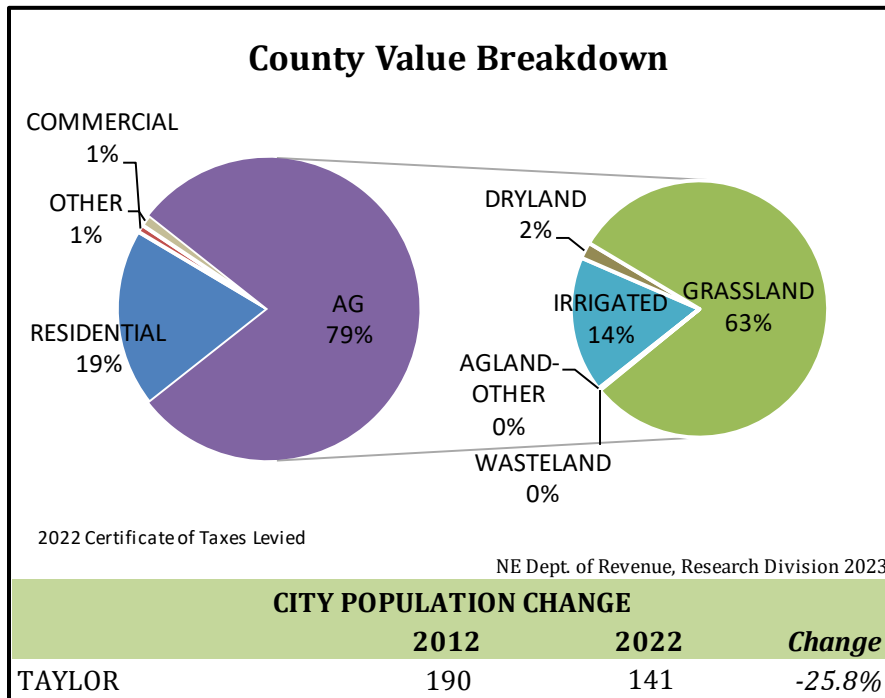 County Value Breakdown
COMMERCIAL
1%
OTHER
1%
RESIDENTIAL
19%
AG
79%
DRYLAND
2%
IRRIGATED
14%
GRASSLAND
63%
AGLAND-
OTHER
0%
WASTELAND
0%
2022 Certificate of Taxes Levied
NE Dept. of Revenue, Research Division 2023
CITY POPULATION CHANGE
2012 2022 Change
TAYLOR 190 141 -25.8%